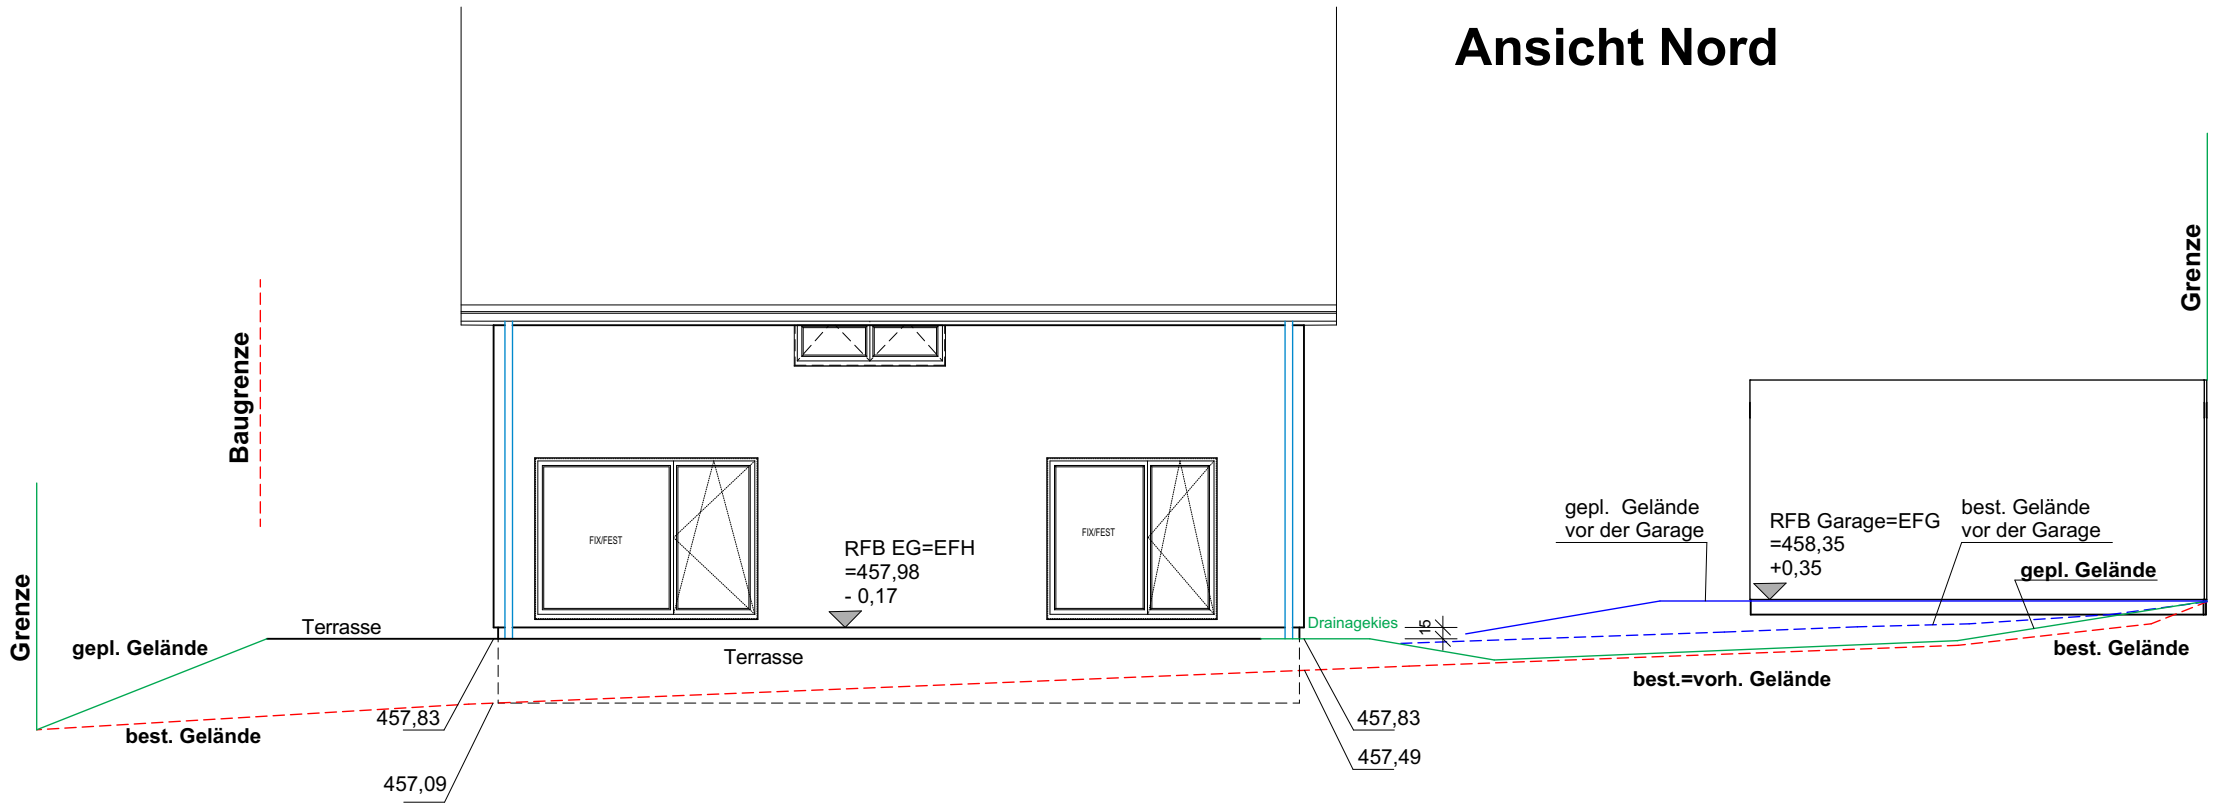 Ansicht Nord
Grenze
Baugrenze
Grenze
FIX/FEST
FIX/FEST
gepl. Gelände
vor der Garage
RFB Garage=EFG
=458,35
+0,35
best. Gelände
vor der Garage
RFB EG=EFH
=457,98
- 0,17
gepl. Gelände
Terrasse
Drainagekies
15
gepl. Gelände
Terrasse
best. Gelände
best.=vorh. Gelände
457,83
best. Gelände
457,83
457,49
457,09